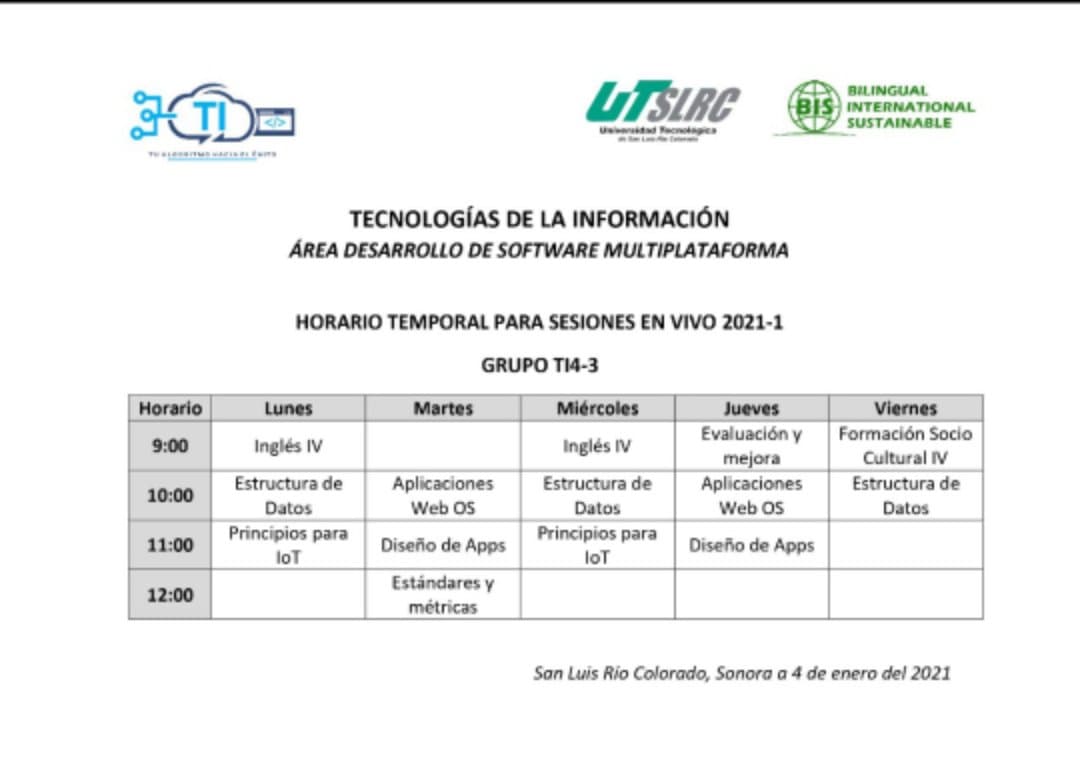 TI
</>
TU ALGORITMO HACIA EL ÉXITO
UTSLRC
Universidad Tecnológica
de San Luis Río Colorado
BIS
BILINGUAL
INTERNATIONAL
SUSTAINABLE
TECNOLOGÍAS DE LA INFORMACIÓN
ÁREA DESARROLLO DE SOFTWARE MULTIPLATAFORMA
HORARIO TEMPORAL PARA SESIONES EN VIVO 2021-1
GRUPO TI4-3
Horario Lunes Martes Miércoles Jueves Viernes
9:00 Inglés IV Inglés IV Evaluación y mejora Formación Socio Cultural IV
10:00 Estructura de Datos Aplicaciones Web OS Estructura de Datos Aplicaciones Web OS Estructura de Datos
11:00 Principios para IoT Diseño de Apps Principios para IoT Diseño de Apps
12:00 Estándares y métricas
San Luis Río Colorado, Sonora a 4 de enero del 2021